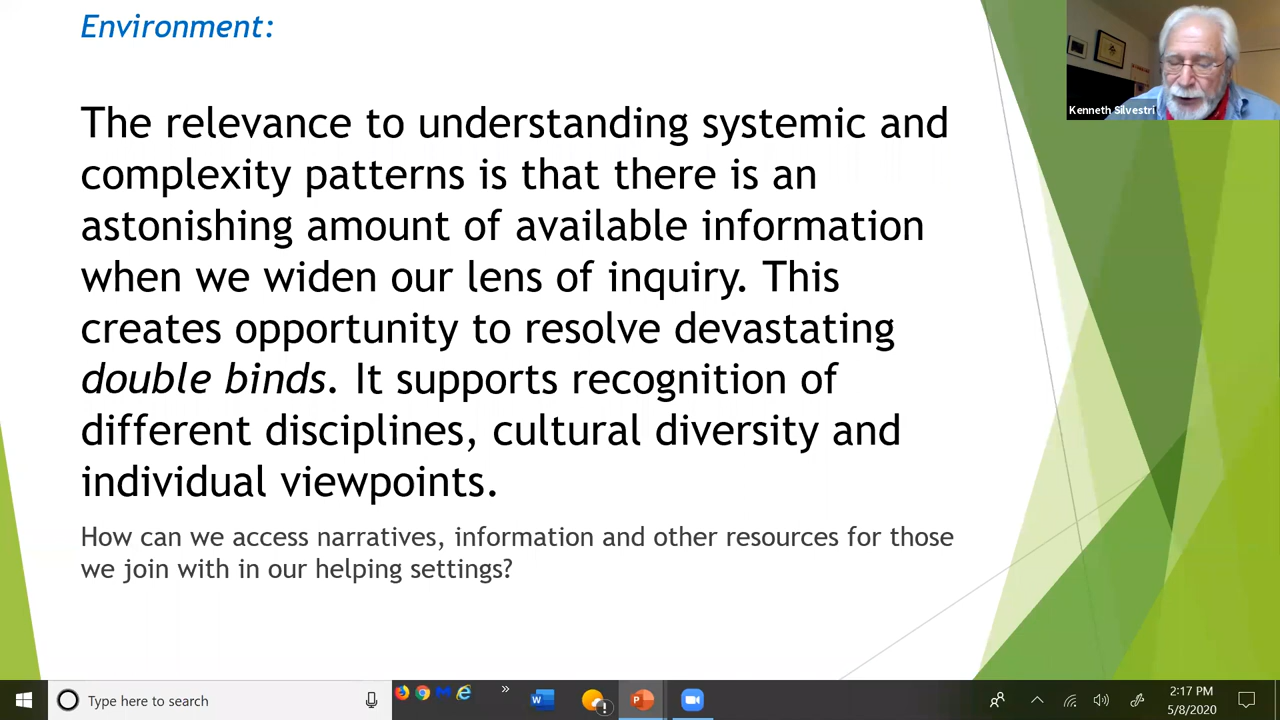 Environment:
The relevance to understanding systemic and
complexity patterns is that there is an
astonishing amount of available information
when we widen our lens of inquiry. This
creates opportunity to resolve devastating
double binds. It supports recognition of
different disciplines, cultural diversity and
individual viewpoints.
How can we access narratives, information and other resources for those
we join with in our helping settings?
Kenneth Silvestri
Type here to search
2:17 PM
5/8/2020